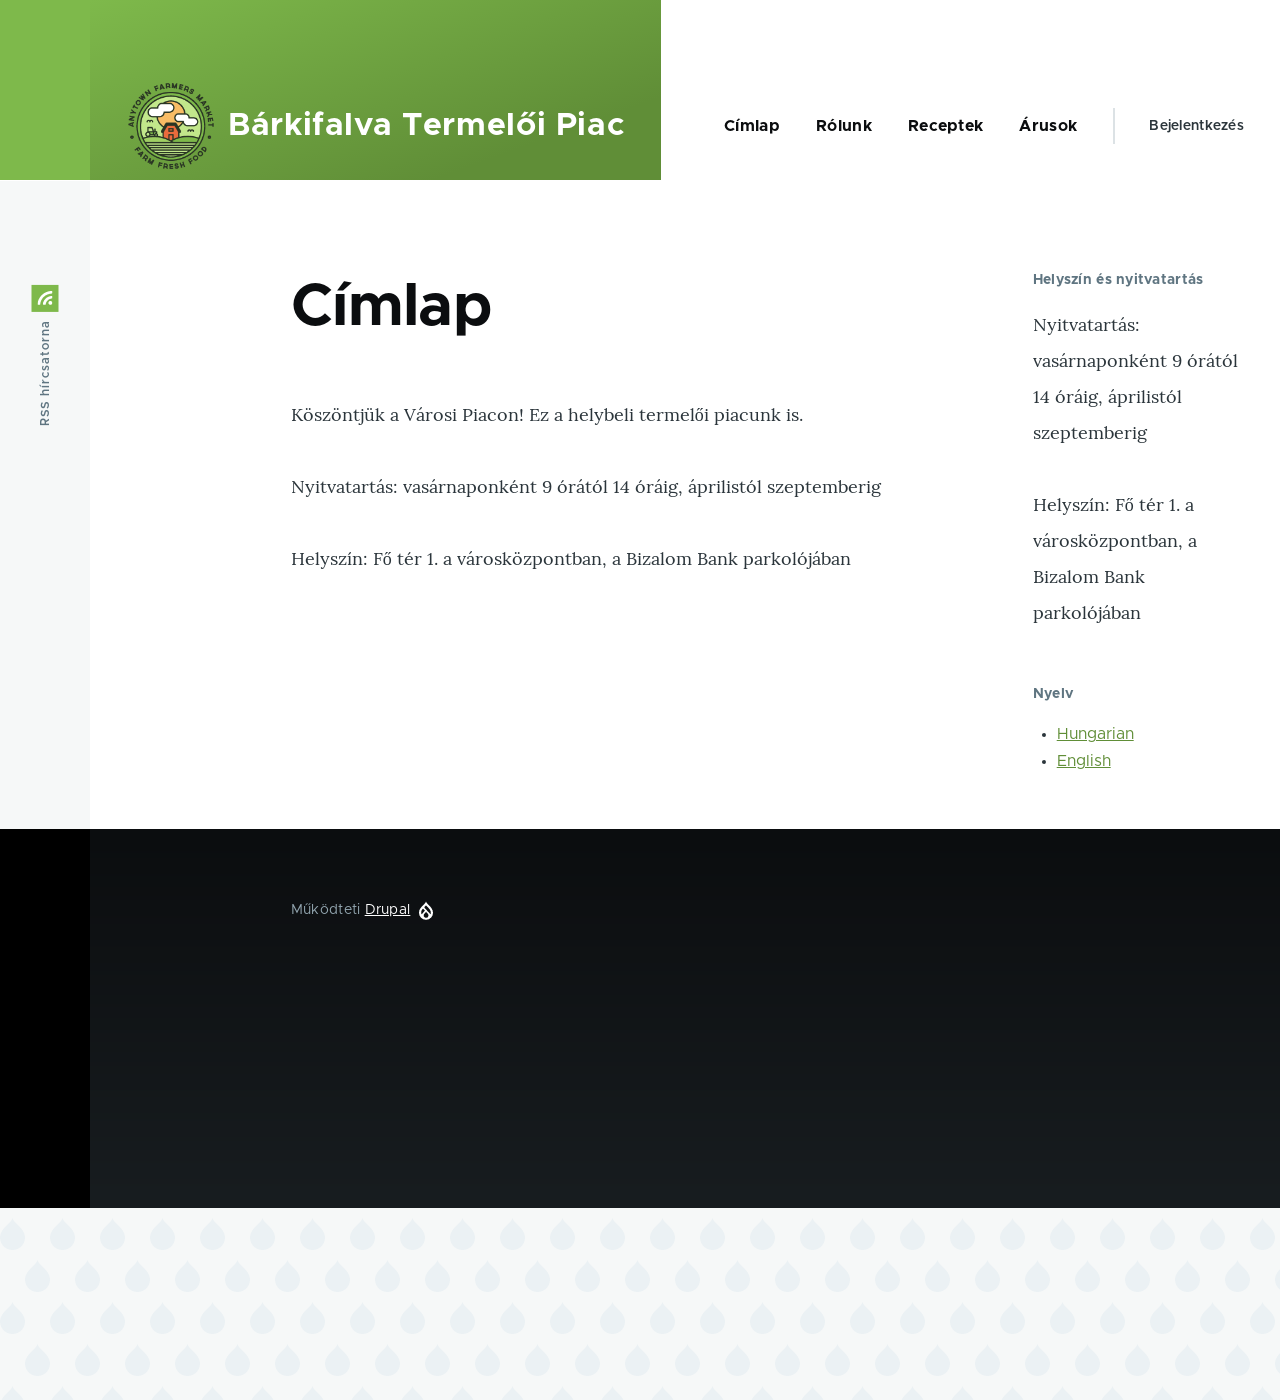 ANYTOWN FARMERS MARKET
FARM FRESH FOOD
Bárkifalva Termelői Piac
Címlap
Rólunk
Receptek
Árusok
Bejelentkezés
RSS hírcsatorna
Címlap
Köszöntjük a Városi Piacon! Ez a helybeli termelői piacunk is.
Nyitvatartás: vasárnaponként 9 órától 14 óráig, áprilistól szeptemberig
Helyszín: Fő tér 1. a városközpontban, a Bizalom Bank parkolójában
Helyszín és nyitvatartás
Nyitvatartás:
vasárnaponként 9 órától
14 óráig, áprilistól
szeptemberig
Helyszín: Fő tér 1. a
városközpontban, a
Bizalom Bank
parkolójában
Nyelv
Hungarian
English
Működteti Drupal